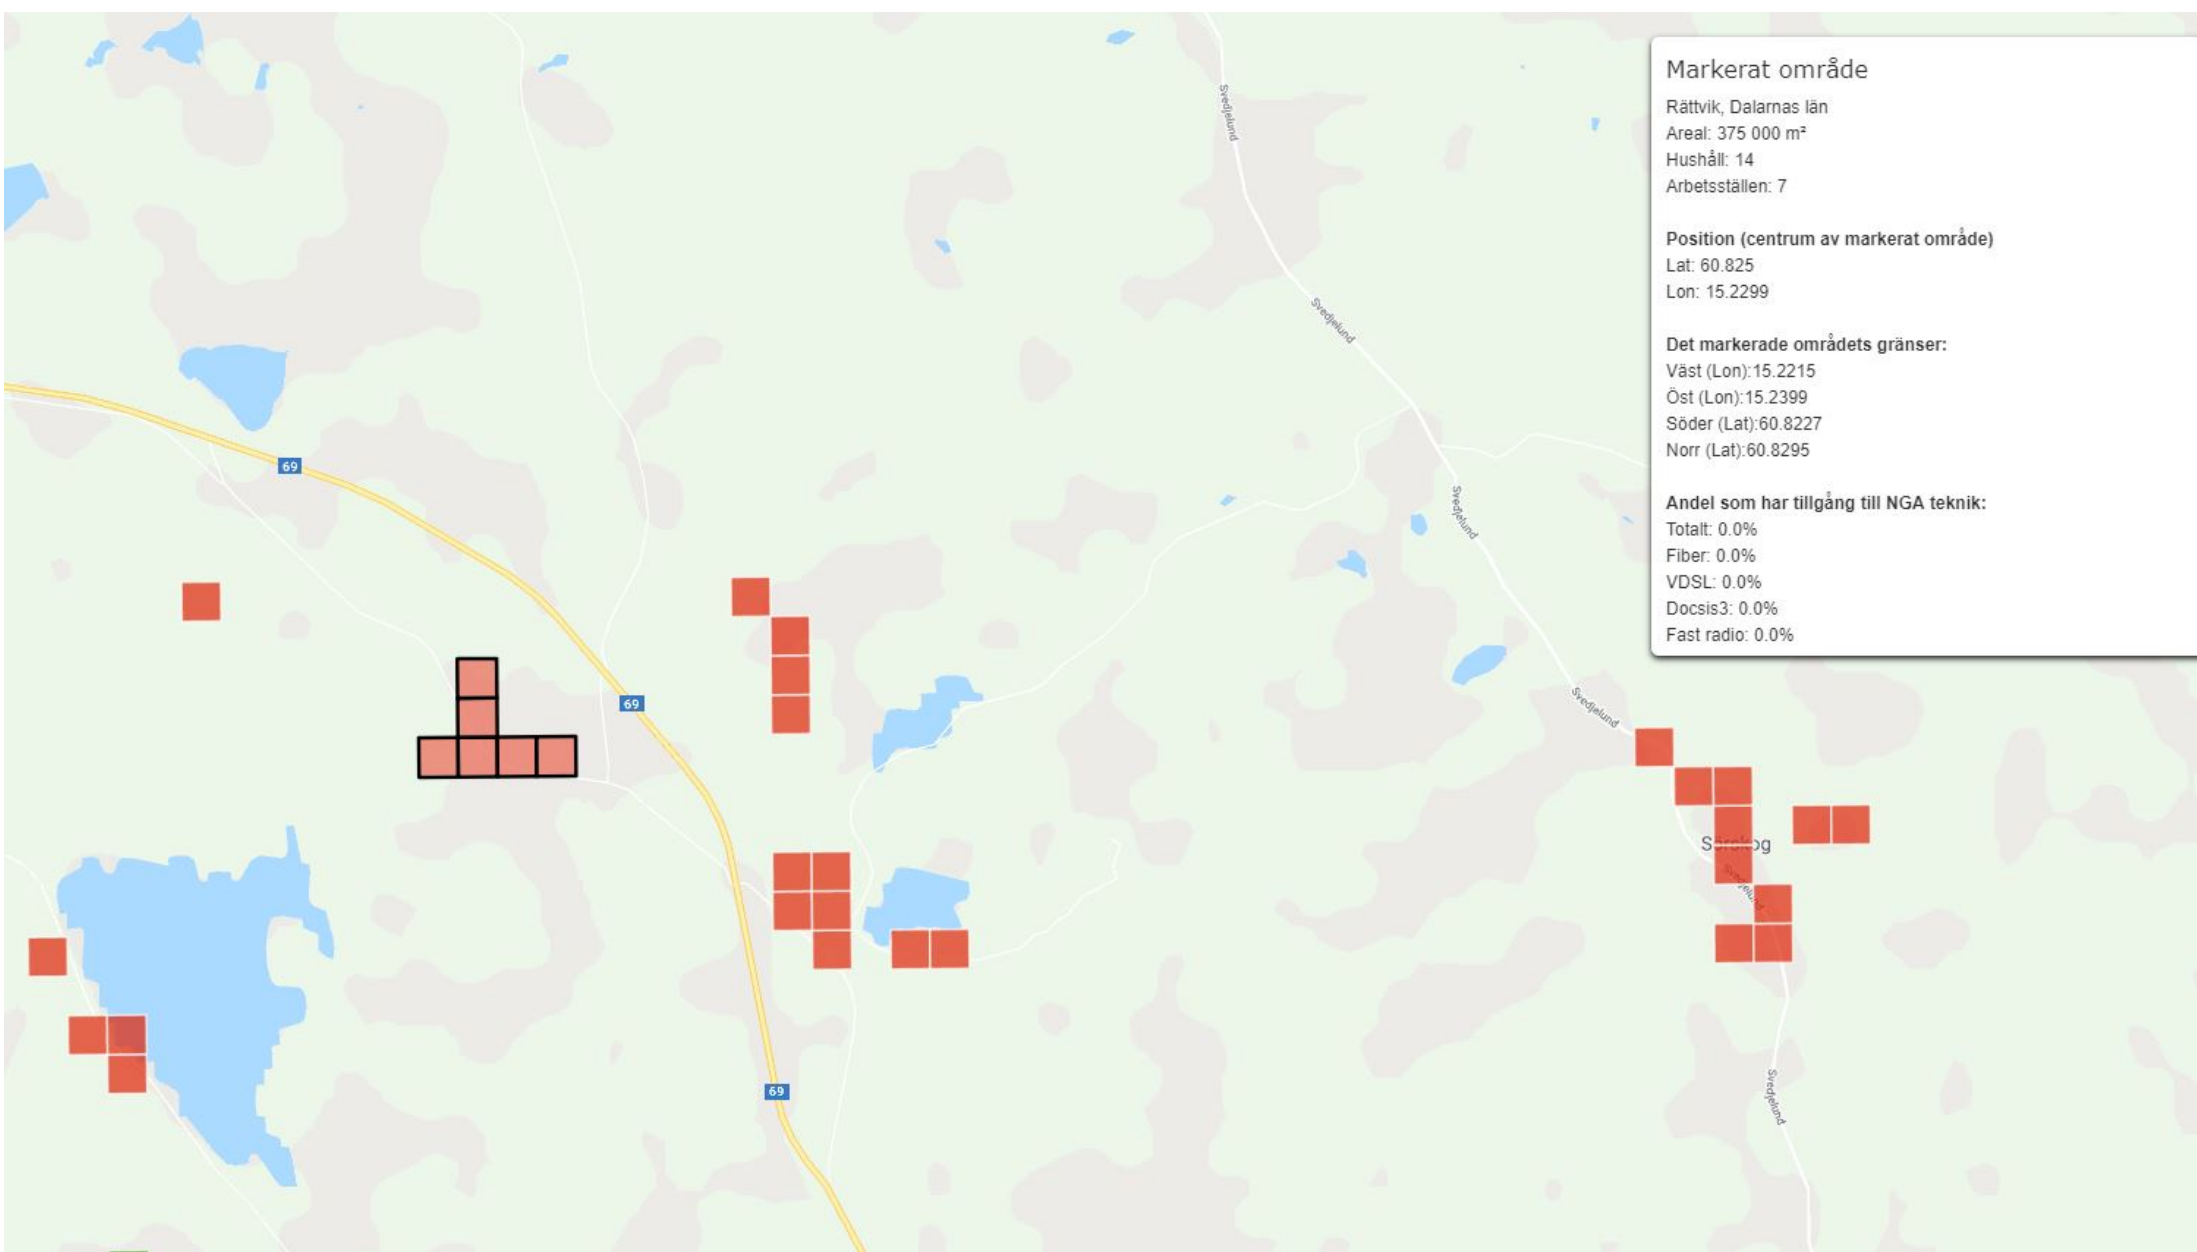 Markerat område
Rättvik, Dalarnas län
Areal: 375 000 m²
Hushåll: 14
Arbetsställen: 7
Position (centrum av markerat område)
Lat: 60.825
Lon: 15.2299
Det markerade områdets gränser:
Väst (Lon):15.2215
Öst (Lon):15.2399
Söder (Lat):60.8227
Norr (Lat):60.8295
Andel som har tillgång till NGA teknik:
Totalt: 0.0%
Fiber: 0.0%
VDSL: 0.0%
Docsis3: 0.0%
Fast radio: 0.0%
Svedjelund
Svedjelund
69
Svedjelund
69
Svedjelund
Sörskog
Svedjelund
69
Svedjelund